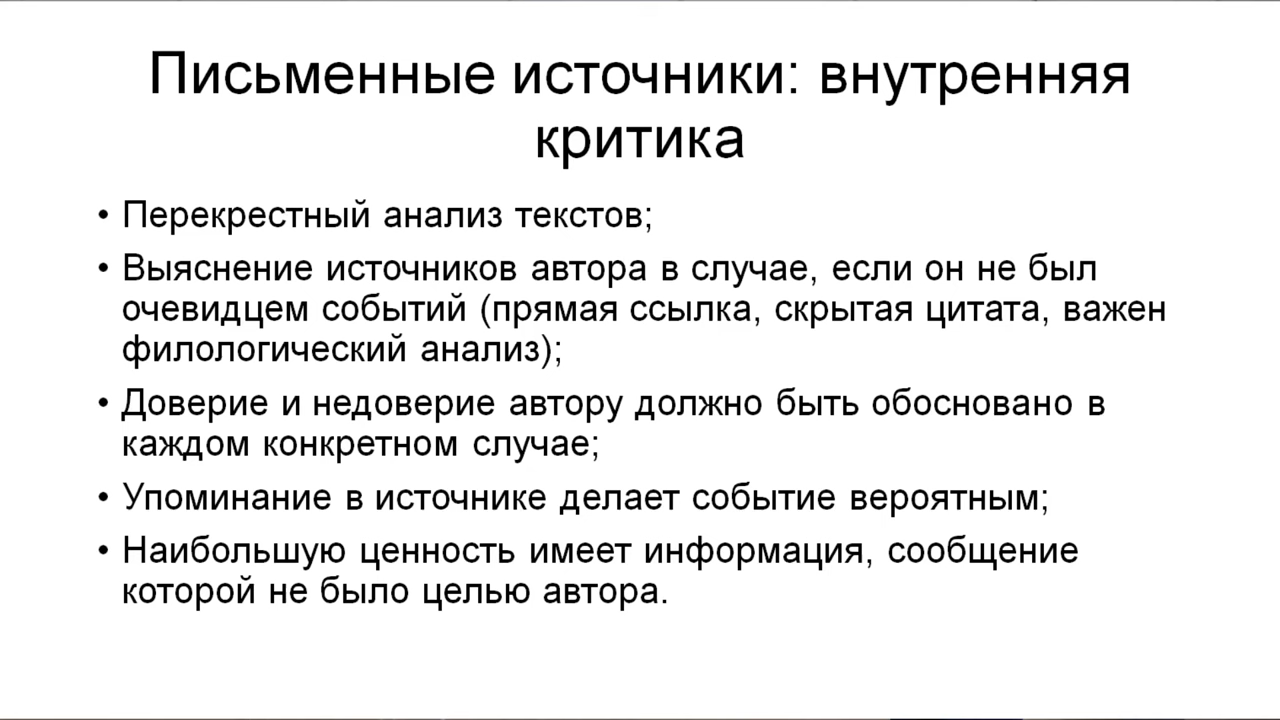 Письменные источники: внутренняя
критика
• Перекрестный анализ текстов;
• Выяснение источников автора в случае, если он не был
очевидцем событий (прямая ссылка, скрытая цитата, важен
филологический анализ);
• Доверие и недоверие автору должно быть обосновано в
каждом конкретном случае;
• Упоминание в источнике делает событие вероятным;
• Наибольшую ценность имеет информация, сообщение
которой не было целью автора.